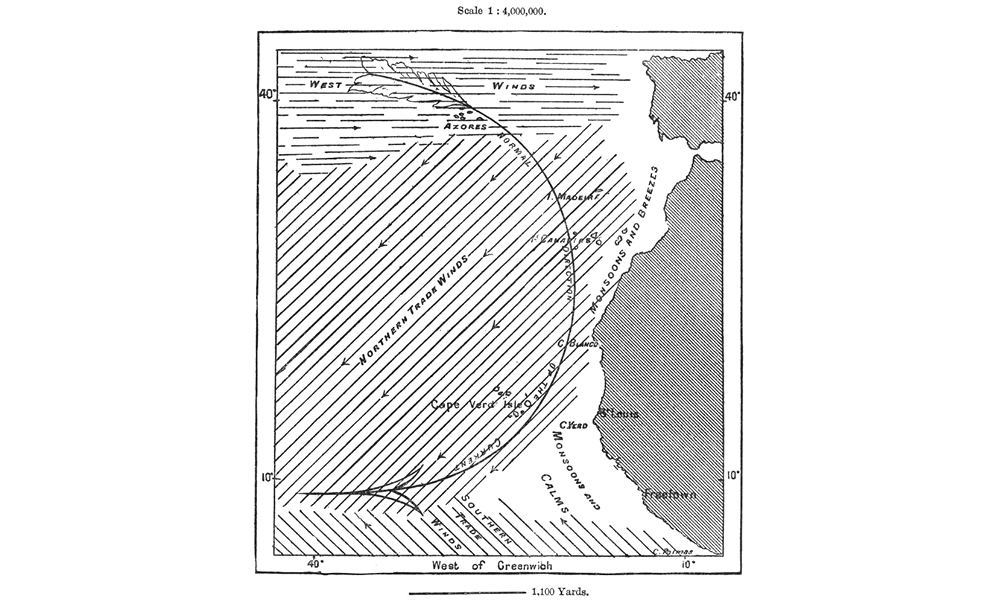 Scale 1 : 4,000,000.
WEST WINDS
40°
40°
AZORES
NORMAL
I. MADEIRA
Iˢ CANARIES
DIRECTION
MONSOONS AND BREEZES
NORTHERN TRADE WINDS
C. BLANCO
OF THE
Cape Verd Isles
Sᵗ Louis
C. VERD
CURRENT
MONSOONS AND
CALMS
10°
10°
Freetown
SOUTHERN
TRADE
WINDS
C. Palmas
40°
West of Greenwich
10°
1,100 Yards.